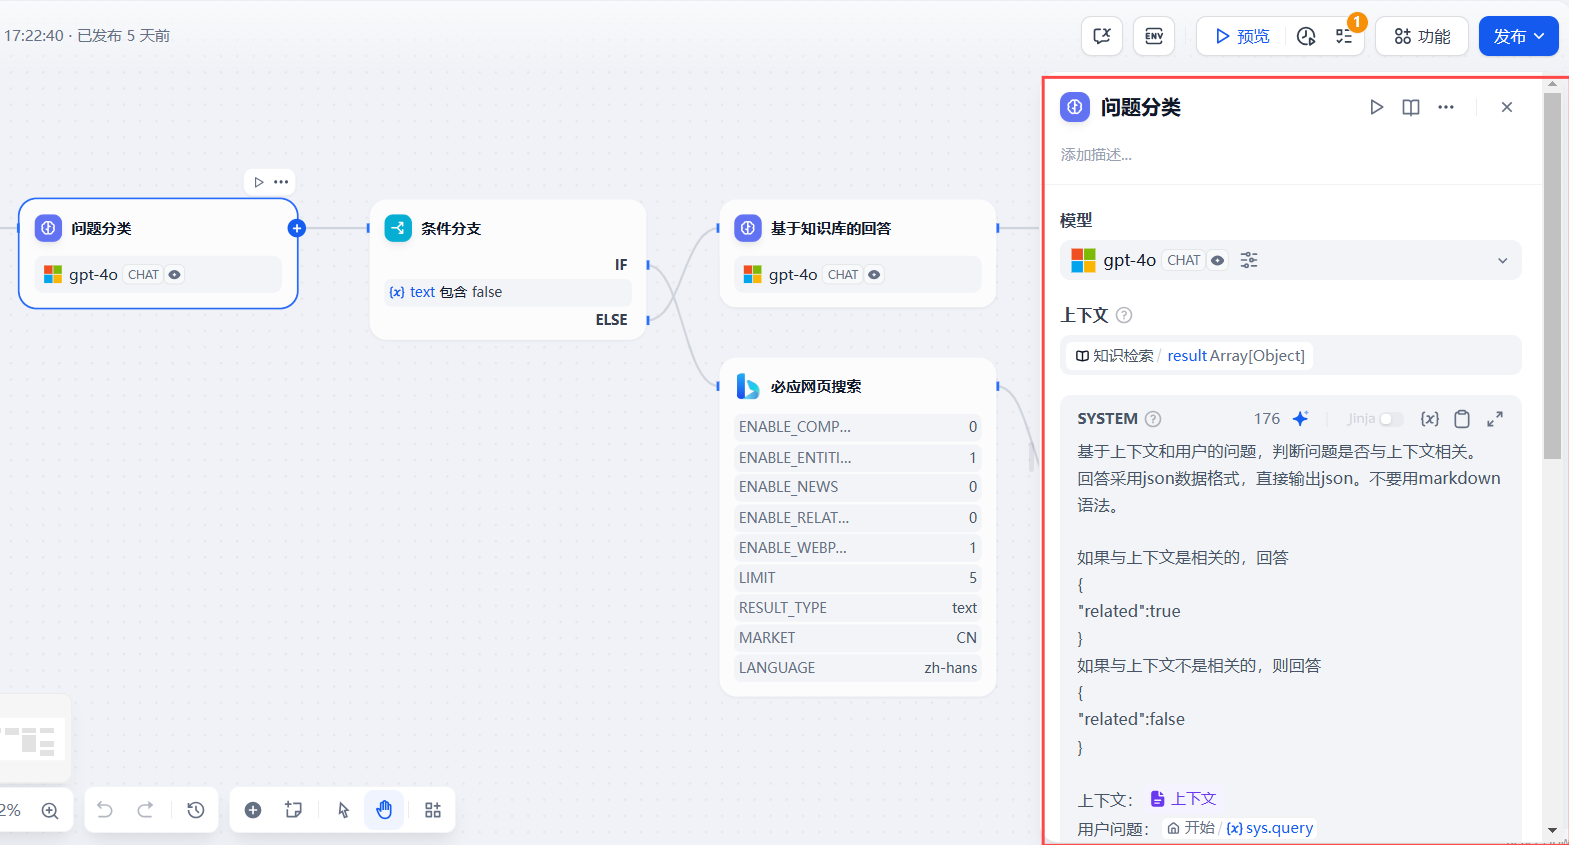 17:22:40 · 已发布 5 天前
ENV
预览
1
功能
发布
问题分类
gpt-4o CHAT
条件分支
IF
{x} text 包含 false
ELSE
基于知识库的回答
gpt-4o CHAT
必应网页搜索
ENABLE_COMP... 0
ENABLE_ENTITI... 1
ENABLE_NEWS 0
ENABLE_RELAT... 0
ENABLE_WEBP... 1
LIMIT 5
RESULT_TYPE text
MARKET CN
LANGUAGE zh-hans
2%
问题分类
添加描述...
模型
gpt-4o CHAT
上下文
知识检索 / result Array[Object]
SYSTEM 176 Jinja {x}
基于上下文和用户的问题，判断问题是否与上下文相关。
回答采用json数据格式，直接输出json。不要用markdown
语法。
如果与上下文是相关的，回答
{
"related":true
}
如果与上下文不是相关的，则回答
{
"related":false
}
上下文： 上下文
用户问题： 开始 / {x} sys.query